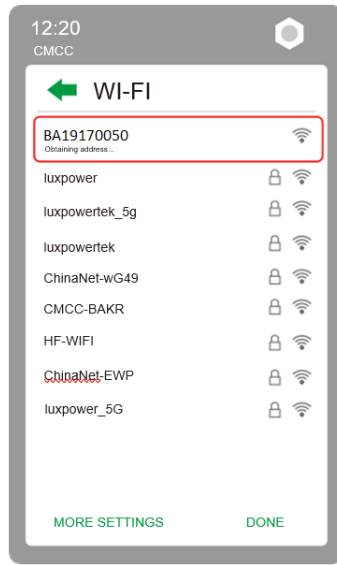 12:20
CMCC
WI-FI
BA19170050
Obtaining address...
luxpower
luxpowertek_5g
luxpowertek
ChinaNet-wG49
CMCC-BAKR
HF-WIFI
ChinaNet-EWP
luxpower_5G
MORE SETTINGS DONE